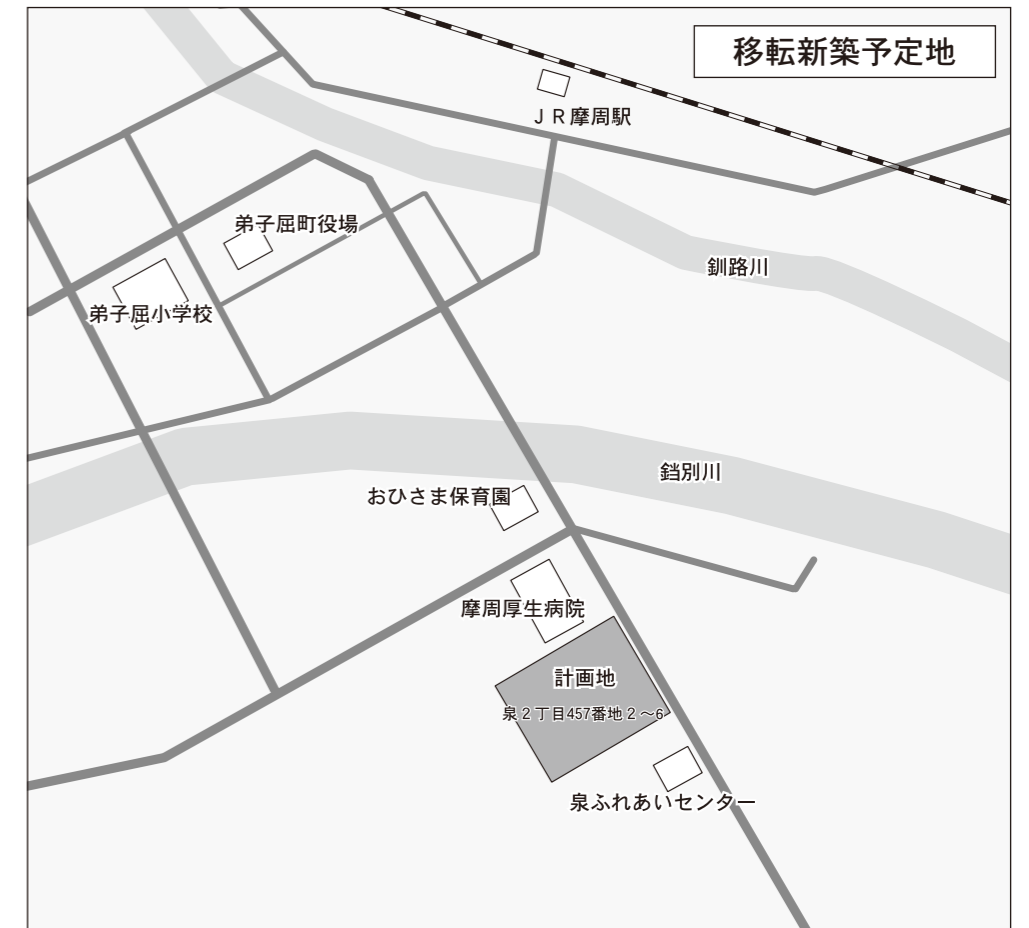 移転新築予定地
ＪＲ摩周駅
弟子屈町役場
釧路川
弟子屈小学校
鐺別川
おひさま保育園
摩周厚生病院
計画地
泉２丁目457番地２～6
泉ふれあいセンター